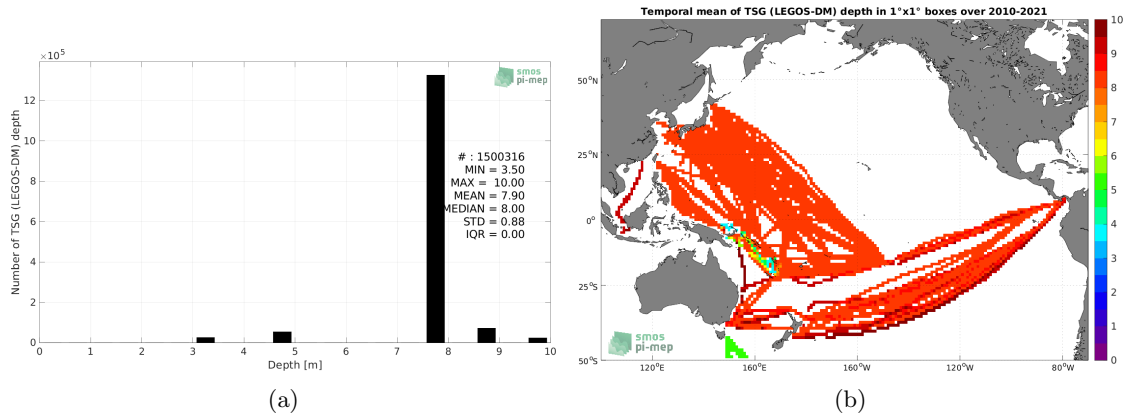 ×10⁵
smos
pi-mep
12
10
8
6
4
2
0
Number of TSG (LEGOS-DM) depth
# : 1500316
MIN = 3.50
MAX = 10.00
MEAN = 7.90
MEDIAN = 8.00
STD = 0.88
IQR = 0.00
0 1 2 3 4 5 6 7 8 9 10
Depth [m]
(a)
Temporal mean of TSG (LEGOS-DM) depth in 1°x1° boxes over 2010-2021
50°N
25°N
0°
25°S
50°S
120°E 160°E 160°W 120°W 80°W
smos
pi-mep
10
9
8
7
6
5
4
3
2
1
0
(b)